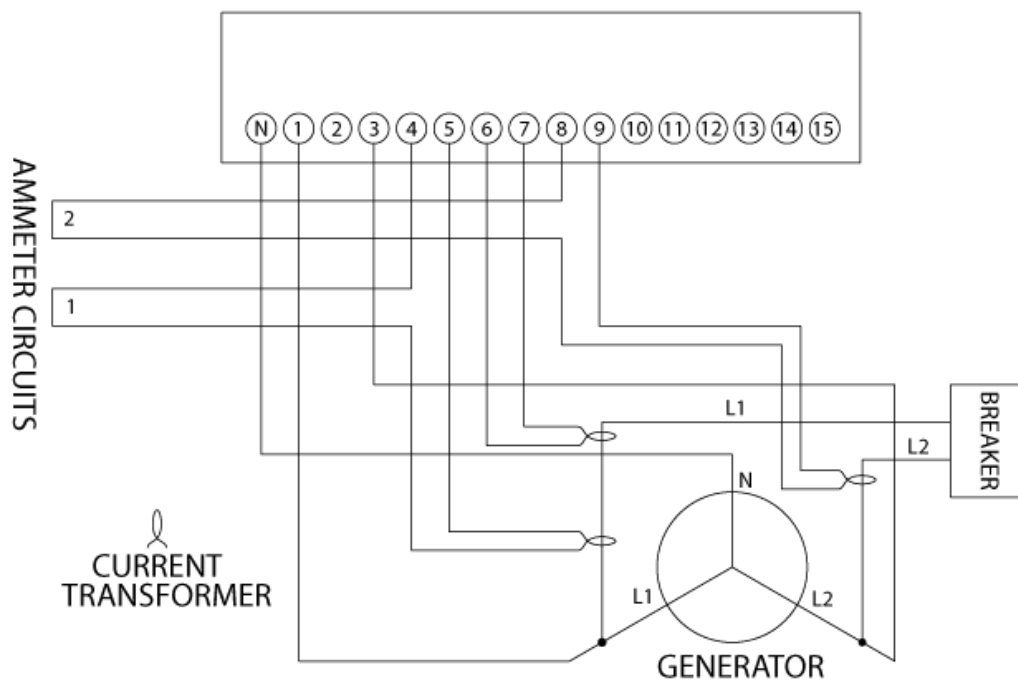 N 1 2 3 4 5 6 7 8 9 10 11 12 13 14 15
AMMETER CIRCUITS
2
1
L1
L2
BREAKER
N
L1
L2
GENERATOR
CURRENT
TRANSFORMER